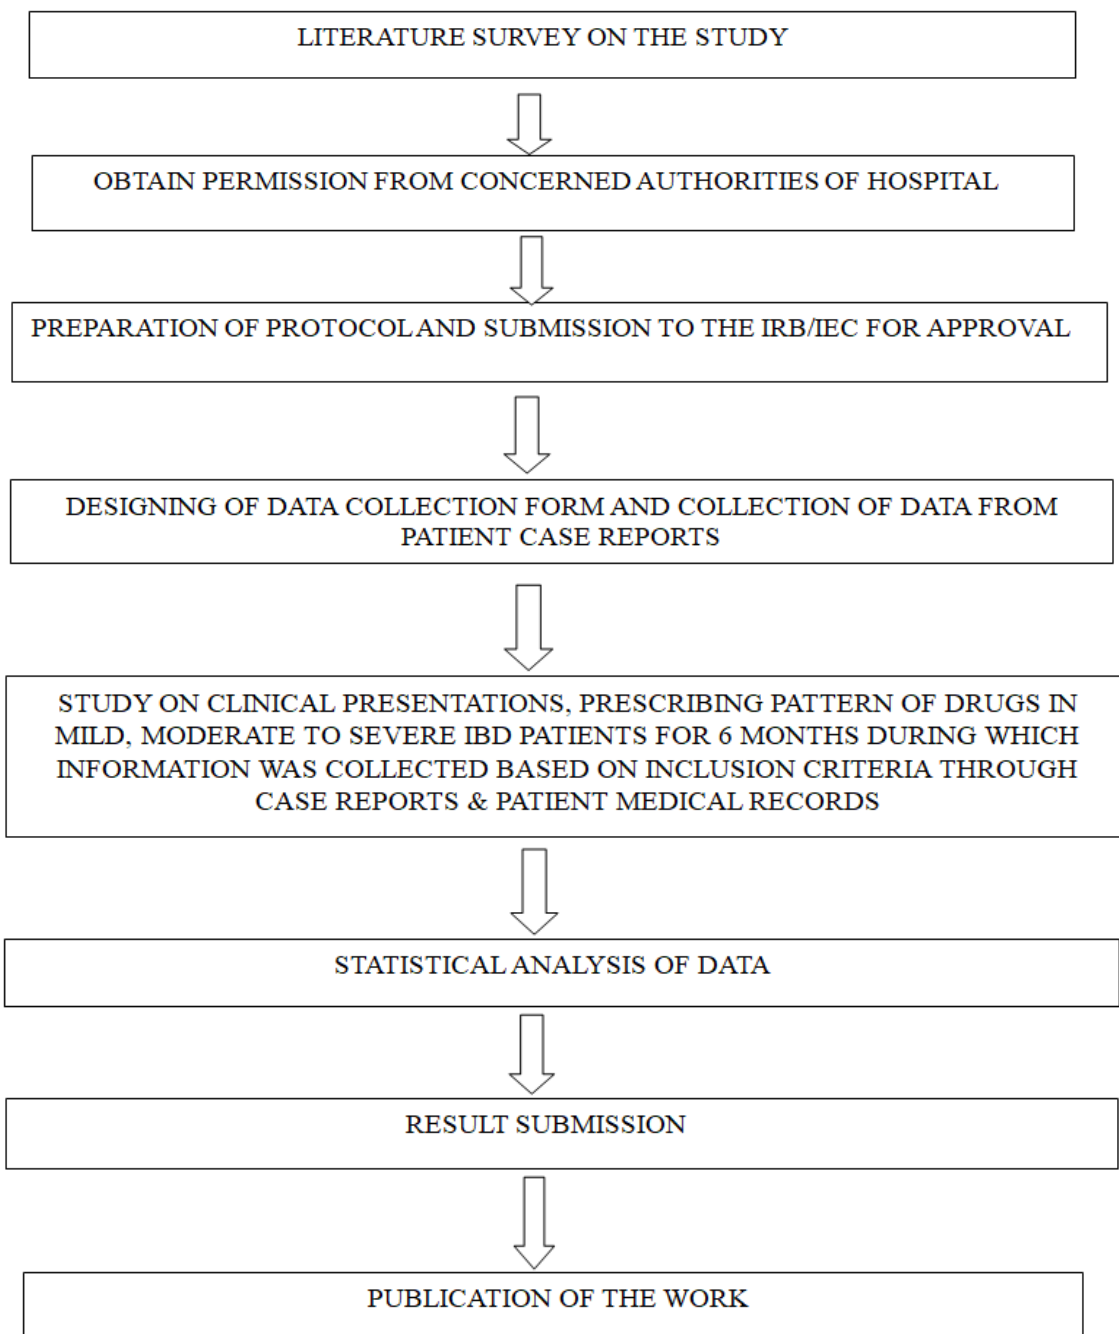 LITERATURE SURVEY ON THE STUDY
OBTAIN PERMISSION FROM CONCERNED AUTHORITIES OF HOSPITAL
PREPARATION OF PROTOCOL AND SUBMISSION TO THE IRB/IEC FOR APPROVAL
DESIGNING OF DATA COLLECTION FORM AND COLLECTION OF DATA FROM
PATIENT CASE REPORTS
STUDY ON CLINICAL PRESENTATIONS, PRESCRIBING PATTERN OF DRUGS IN
MILD, MODERATE TO SEVERE IBD PATIENTS FOR 6 MONTHS DURING WHICH
INFORMATION WAS COLLECTED BASED ON INCLUSION CRITERIA THROUGH
CASE REPORTS & PATIENT MEDICAL RECORDS
STATISTICAL ANALYSIS OF DATA
RESULT SUBMISSION
PUBLICATION OF THE WORK